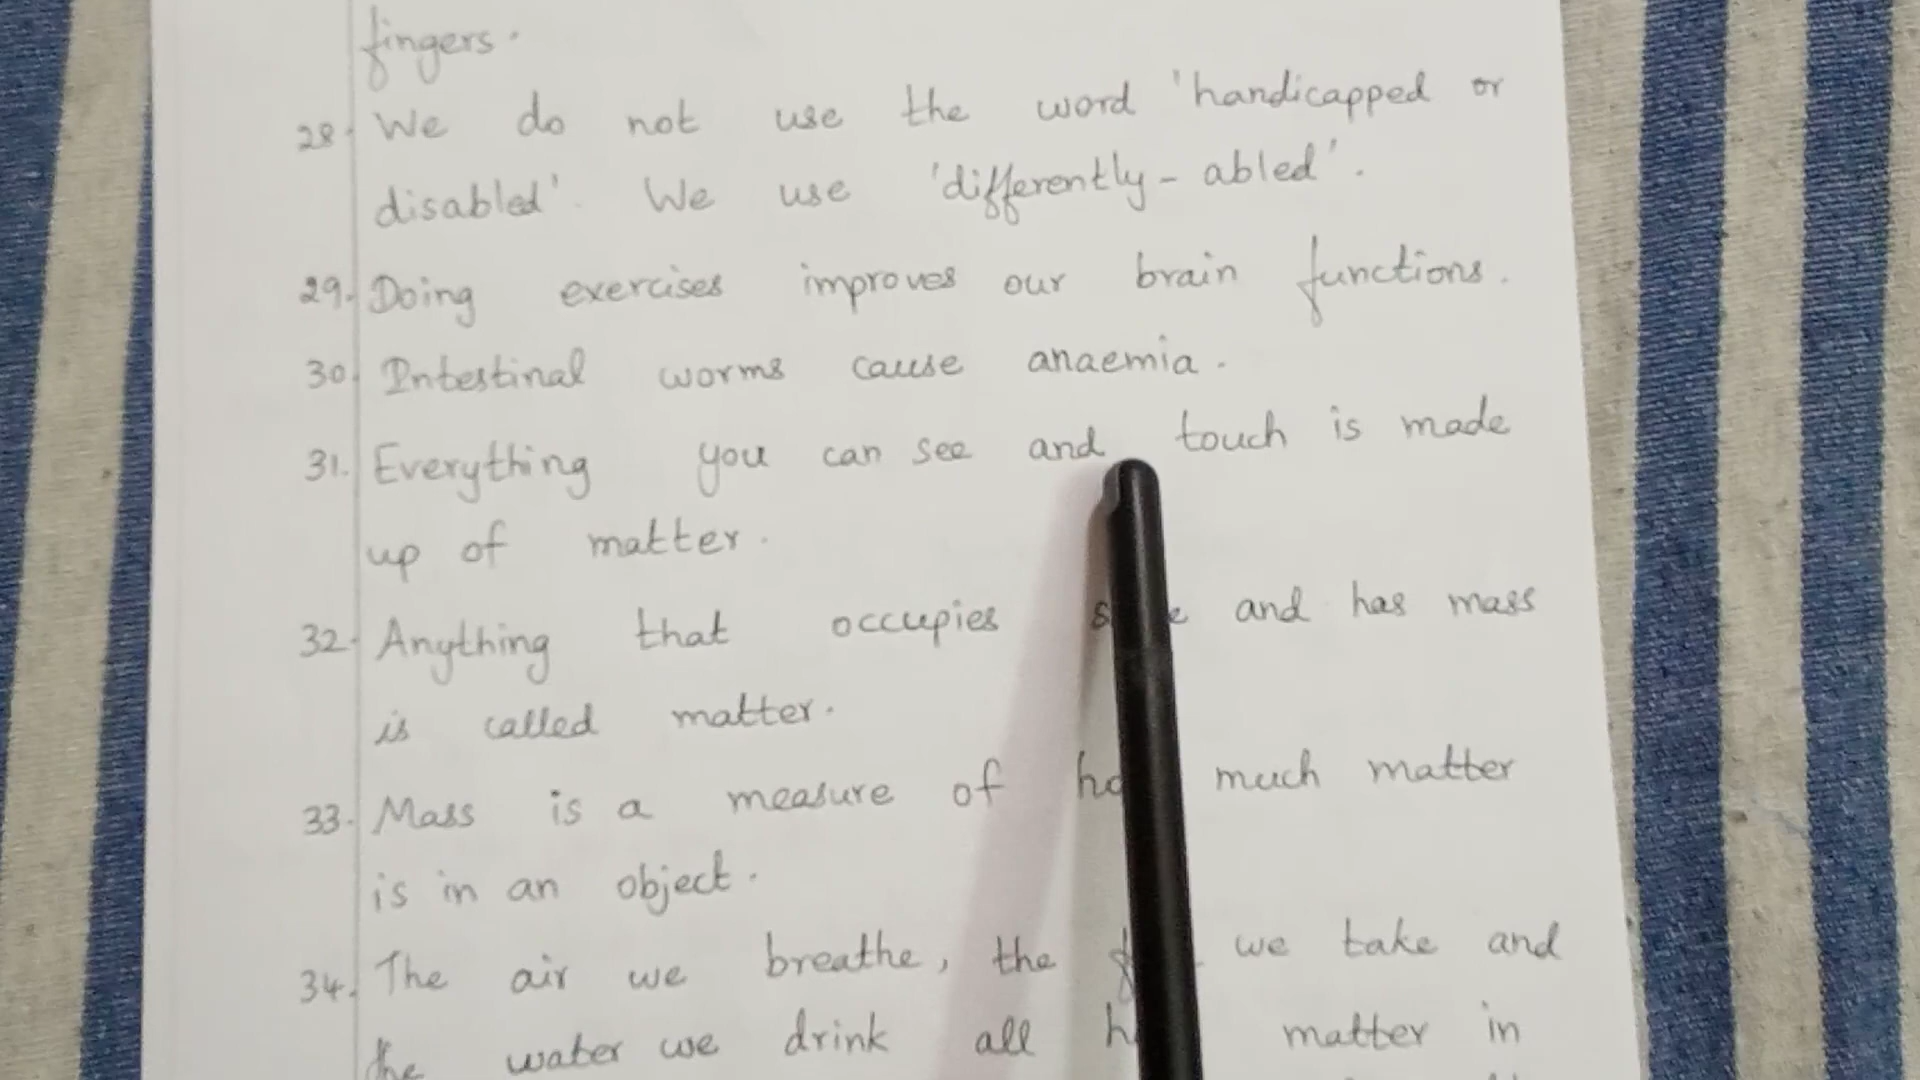 fingers.
28. We do not use the word 'handicapped or
disabled'. We use 'differently-abled'.
29. Doing exercises improves our brain functions.
30. Intestinal worms cause anaemia.
31. Everything you can see and touch is made
up of matter.
32. Anything that occupies and has mass
is called matter.
33. Mass is a measure of much matter
is in an object.
34. The air we breathe, the we take and
the water we drink all matter in